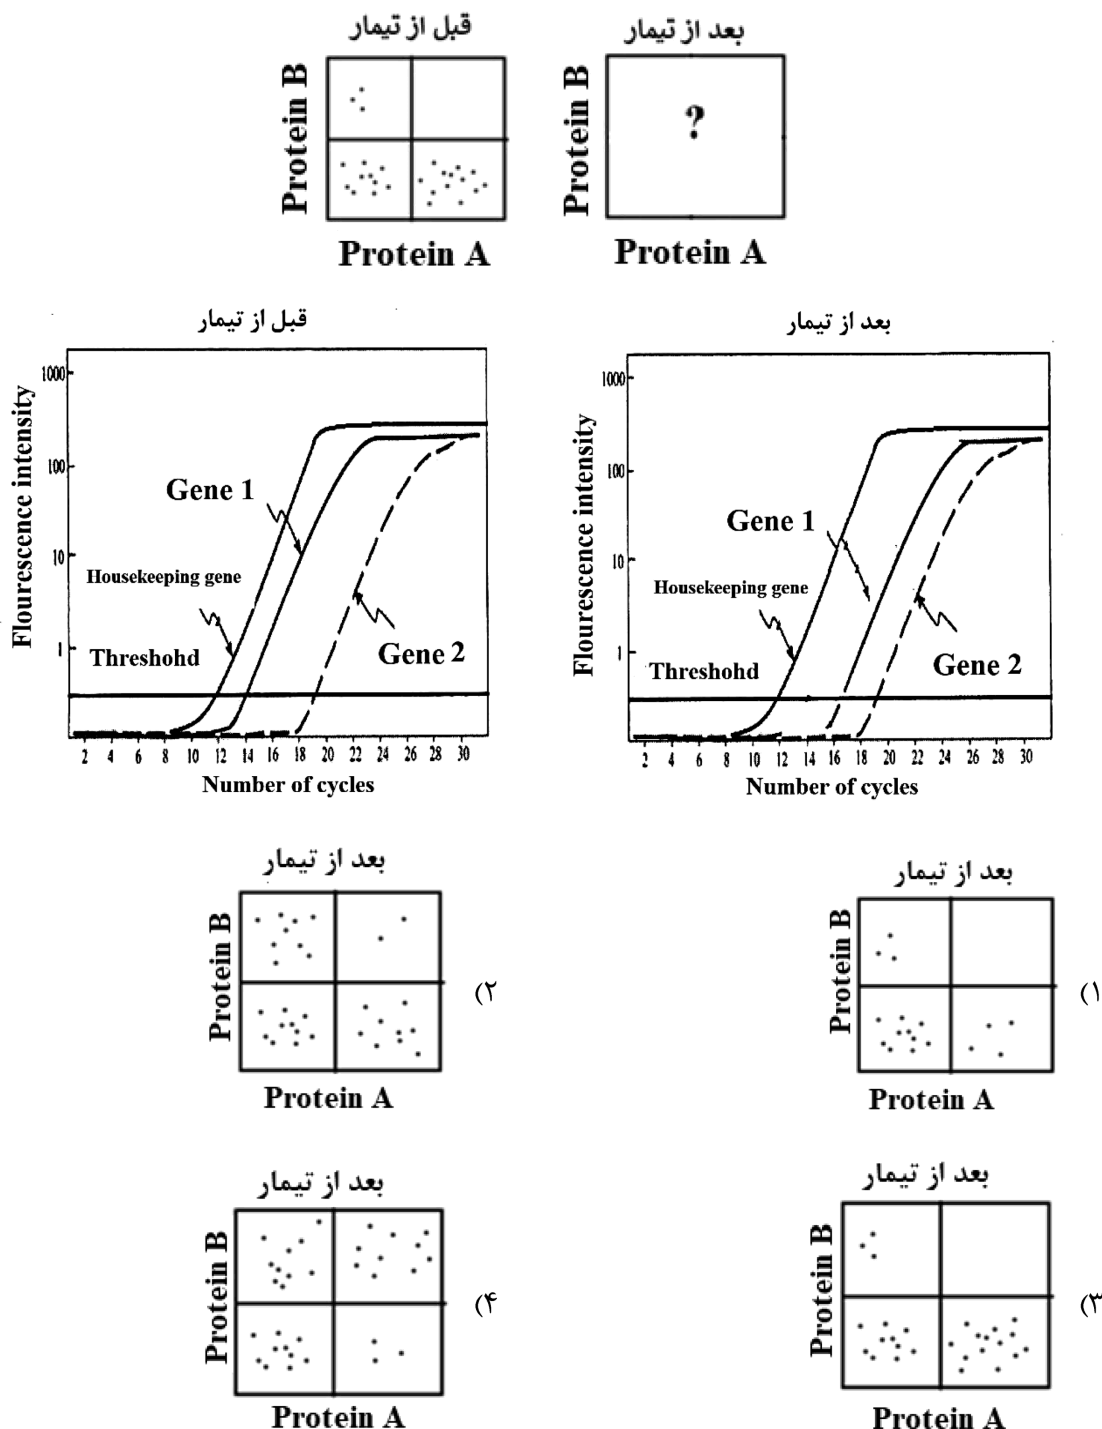 قبل از تیمار
بعد از تیمار
Protein B
Protein B
?
Protein A
Protein A
قبل از تیمار
بعد از تیمار
Flourescence intensity
1000
100
10
1
Gene 1
Housekeeping gene
Threshohd
Gene 2
2 4 6 8 10 12 14 16 18 20 22 24 26 28 30
Number of cycles
Flourescence intensity
1000
100
10
1
Gene 1
Housekeeping gene
Threshohd
Gene 2
2 4 6 8 10 12 14 16 18 20 22 24 26 28 30
Number of cycles
بعد از تیمار
Protein B
(۱
Protein A
بعد از تیمار
Protein B
(۲
Protein A
بعد از تیمار
Protein B
(۳
Protein A
بعد از تیمار
Protein B
(۴
Protein A